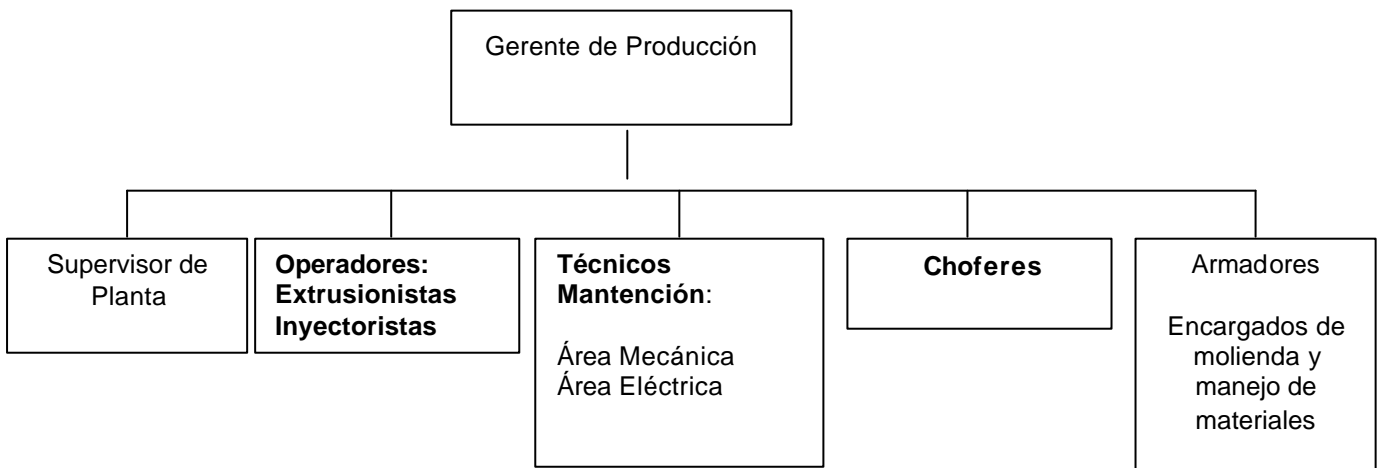 Gerente de Producción
Supervisor de
Planta
Operadores:
Extrusionistas
Inyectoristas
Técnicos
Mantención:
Área Mecánica
Área Eléctrica
Choferes
Armadores
Encargados de
molienda y
manejo de
materiales